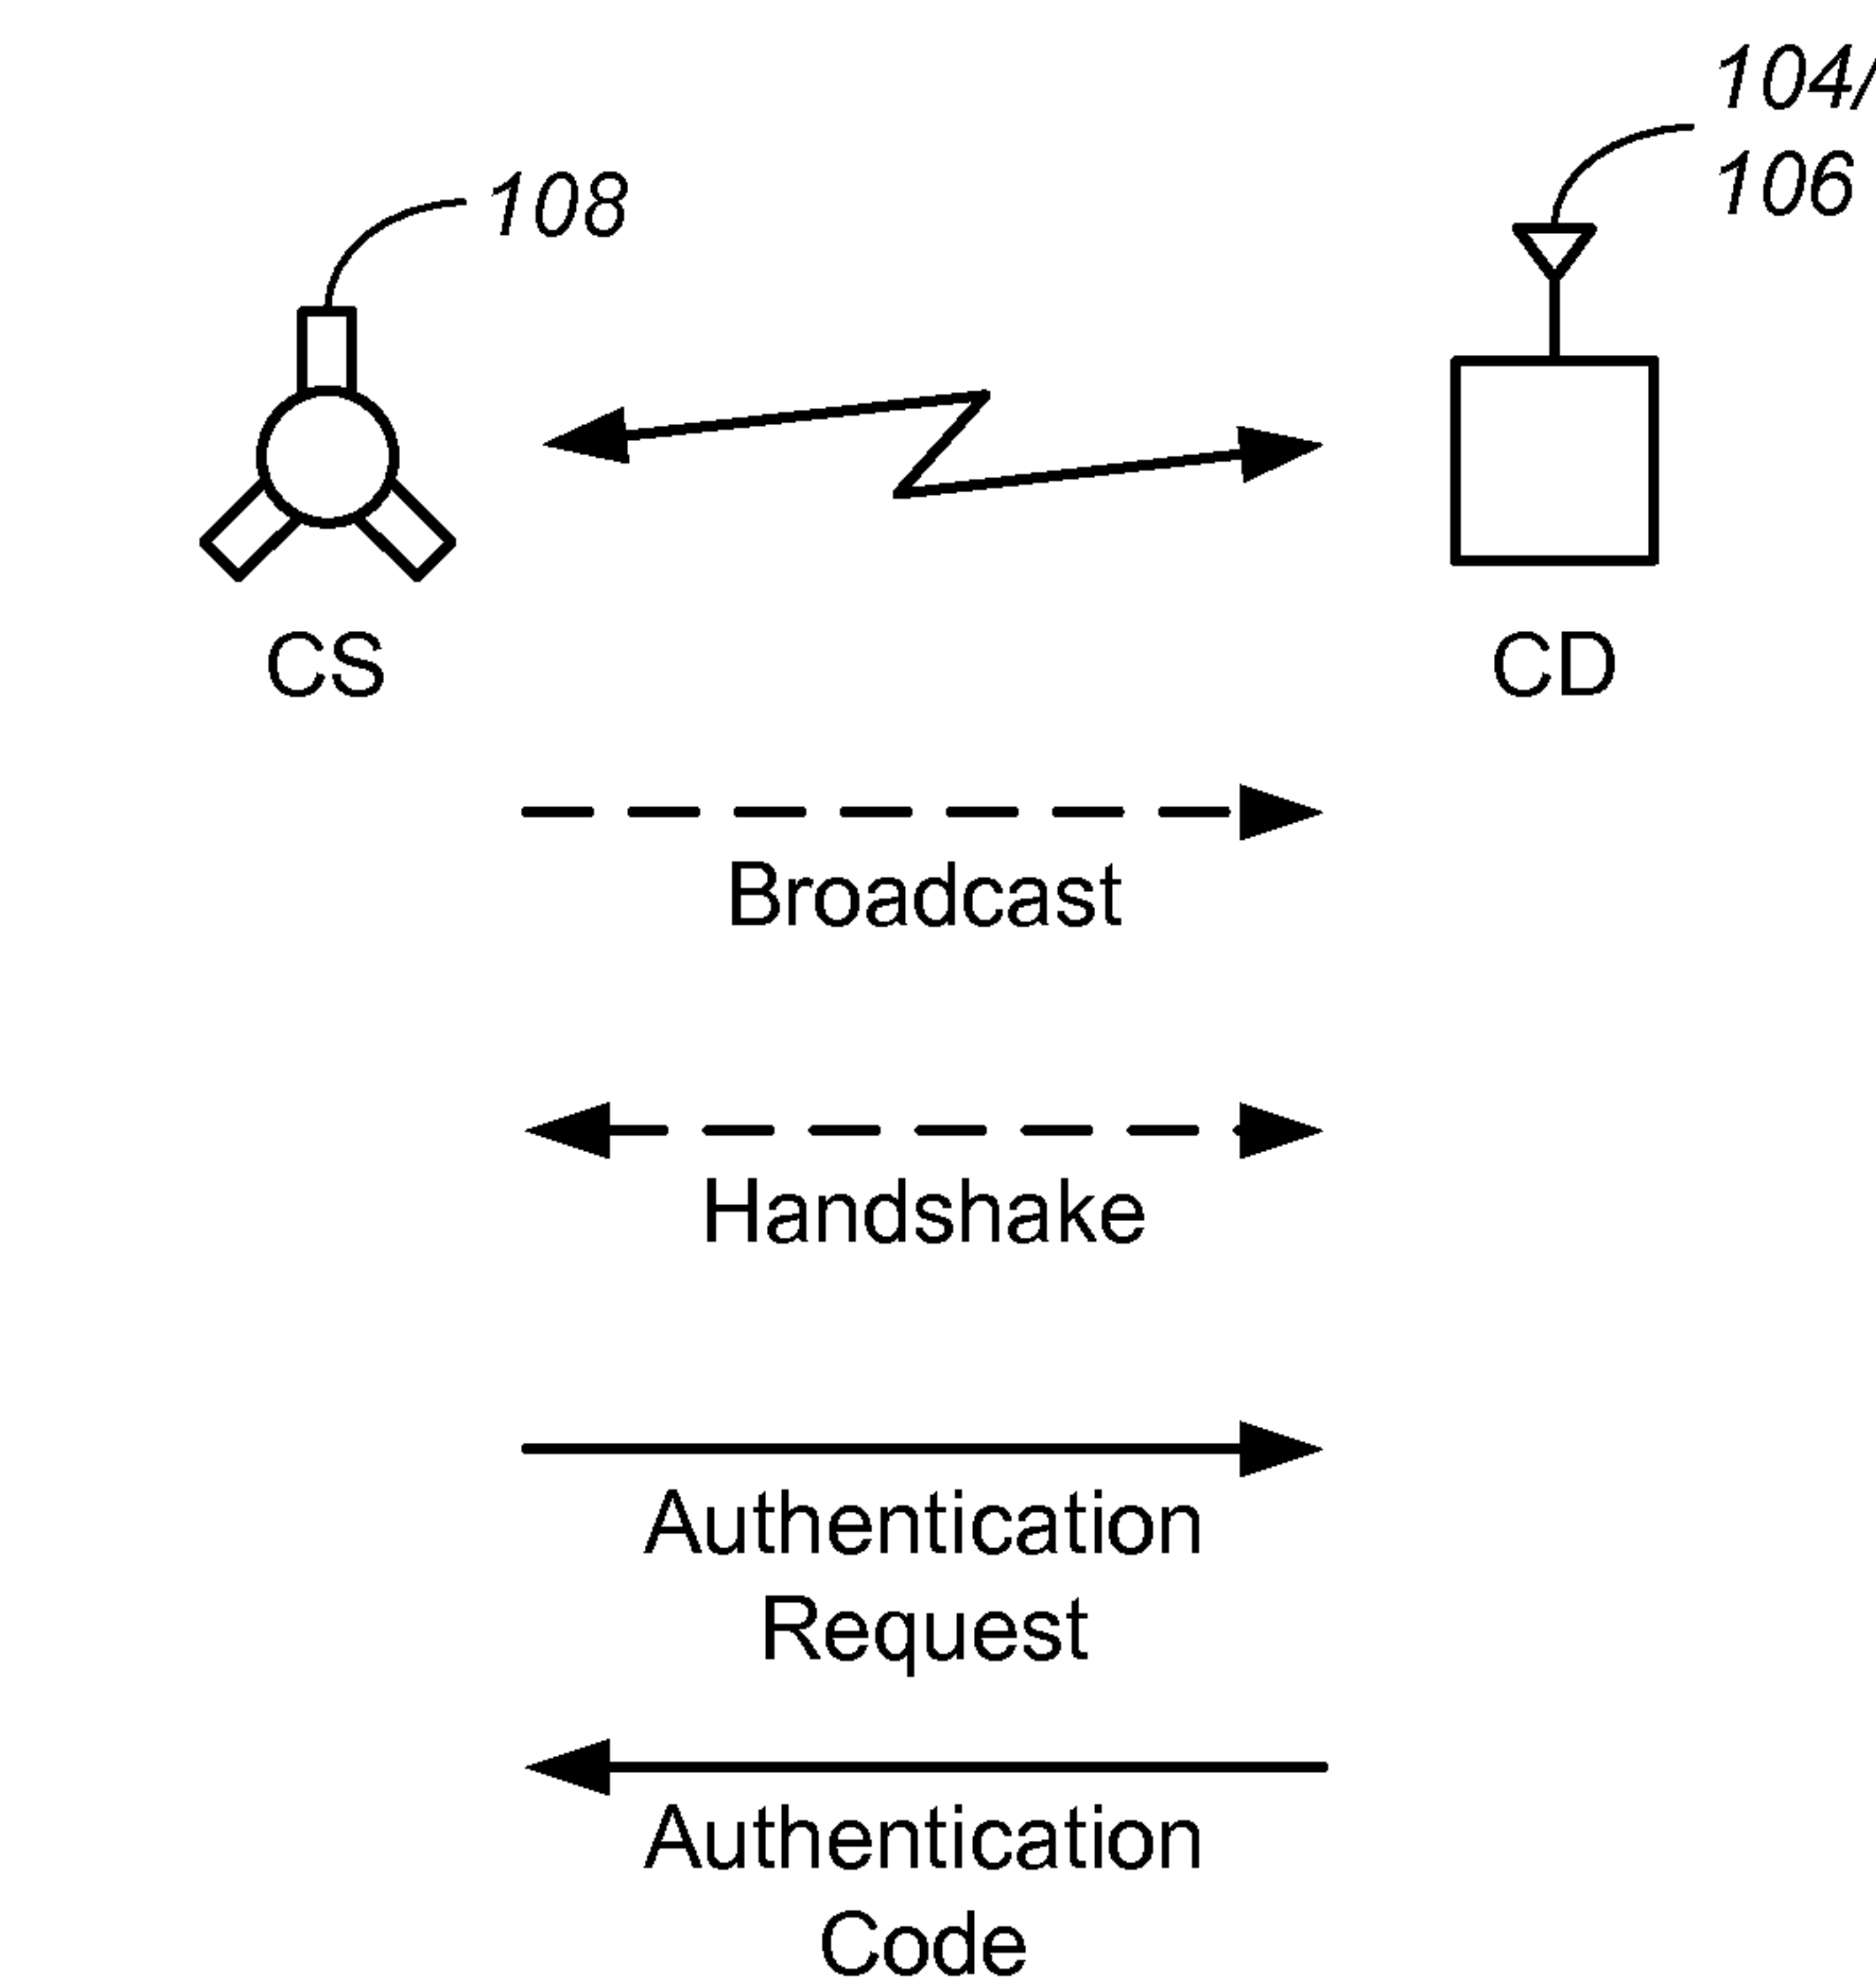 104/
106
108
CS
CD
Broadcast
Handshake
Authentication
Request
Authentication
Code